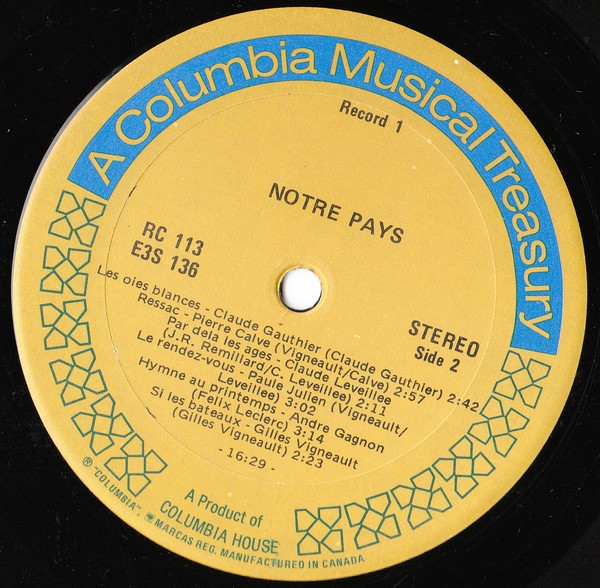 A Columbia Musical Treasury
Record 1
NOTRE PAYS
RC 113
E3S 136
STEREO
Side 2
Les oies blances - Claude Gauthier (Claude Gauthier) 2:42
Ressac - Pierre Calve (Vigneault/Calve) 2:57
Par dela les ages - Claude Leveillee
(J.R. Remillard/C. Leveillee) 2:11
Le rendez-vous - Paule Julien (Vigneault/
Leveillee) 3:02
Hymne au printemps - Andre Gagnon
(Felix Leclerc) 3:14
Si les bateaux - Gilles Vigneault
(Gilles Vigneault) 2:23
- 16:29 -
A Product of
COLUMBIA HOUSE
® "COLUMBIA", MARCAS REG. MANUFACTURED IN CANADA